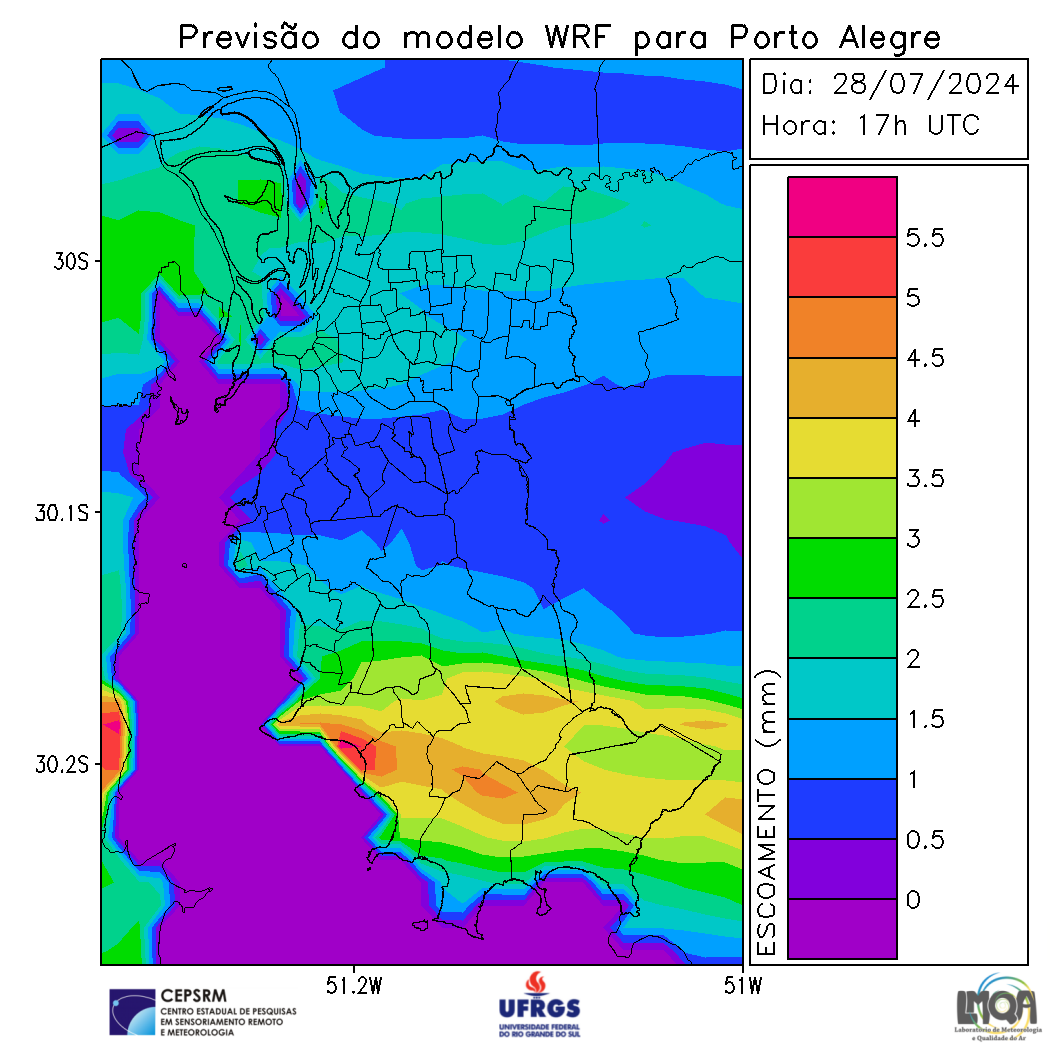 Previsão do modelo WRF para Porto Alegre
Dia: 28/07/2024
Hora: 17h UTC
5.5
5
4.5
4
3.5
3
2.5
2
1.5
1
0.5
0
ESCOAMENTO (mm)
30S
30.1S
30.2S
51.2W
51W
CEPSRM
CENTRO ESTADUAL DE PESQUISAS
EM SENSORIAMENTO REMOTO
E METEOROLOGIA
UFRGS
UNIVERSIDADE FEDERAL
DO RIO GRANDE DO SUL
LMQA
Laboratório de Meteorologia
e Qualidade do Ar